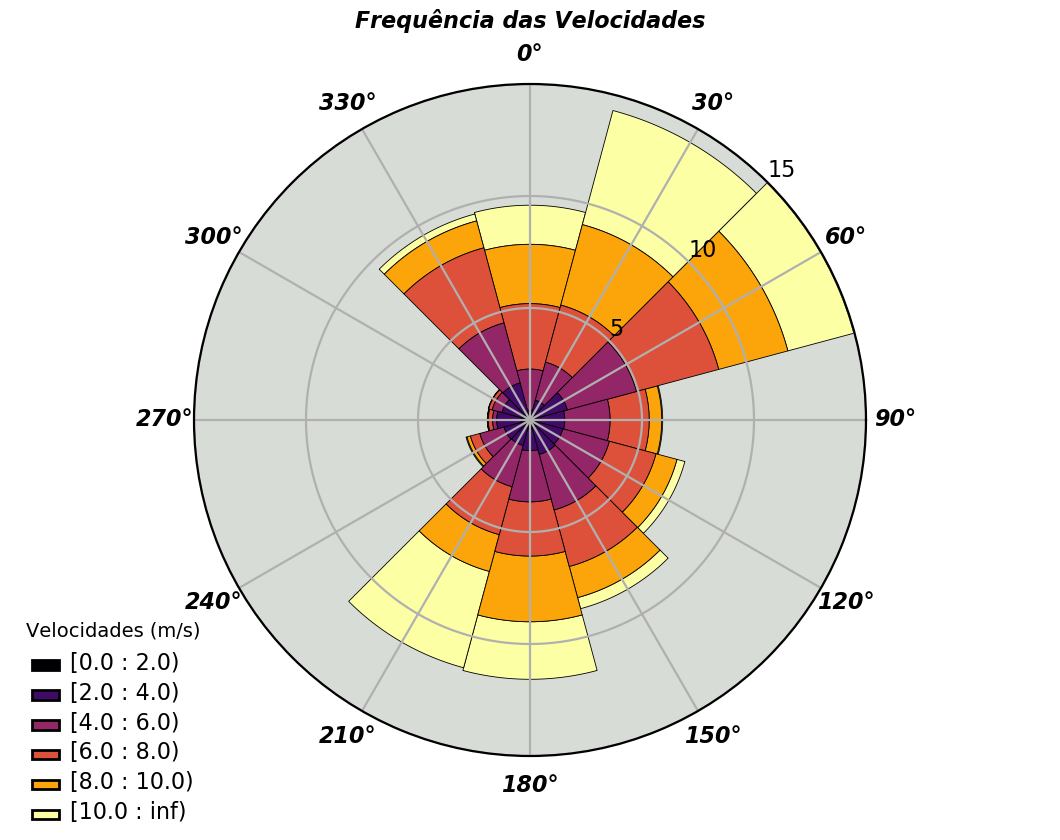 Frequência das Velocidades
0°
330°
30°
15
300°
60°
10
5
270°
90°
240°
120°
210°
150°
180°
Velocidades (m/s)
[0.0 : 2.0)
[2.0 : 4.0)
[4.0 : 6.0)
[6.0 : 8.0)
[8.0 : 10.0)
[10.0 : inf)